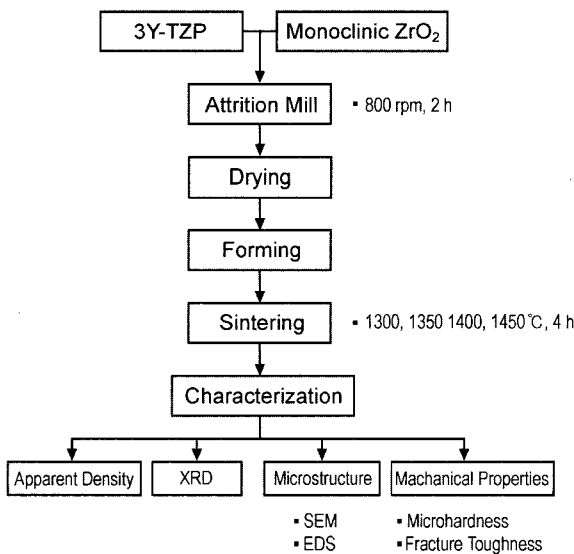 3Y-TZP
Monoclinic ZrO₂
Attrition Mill
▪ 800 rpm, 2 h
Drying
Forming
Sintering
▪ 1300, 1350 1400, 1450℃, 4 h
Characterization
Apparent Density
XRD
Microstructure
Machanical Properties
▪ SEM
▪ Microhardness
▪ EDS
▪ Fracture Toughness